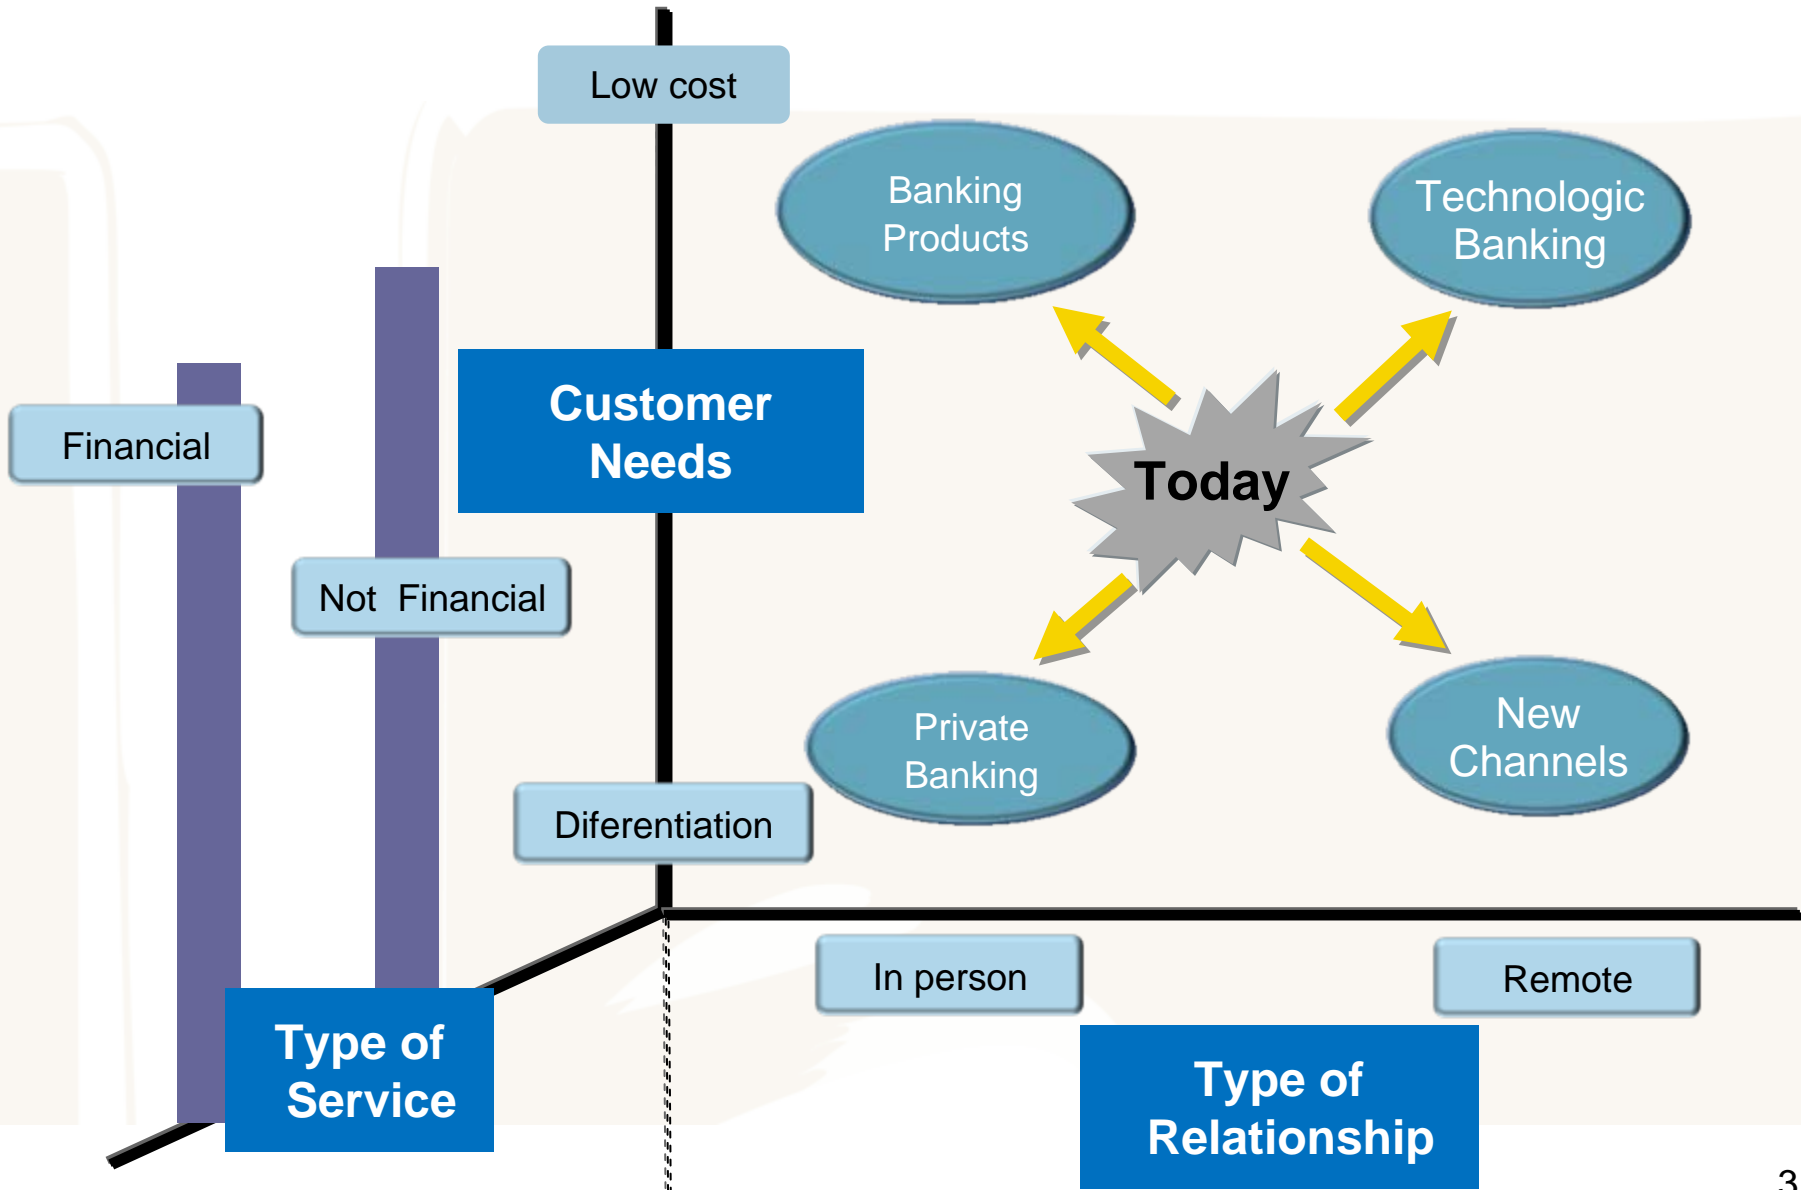 Low cost
Banking
Products
Technologic
Banking
Customer
Needs
Financial
Today
Not  Financial
Private
Banking
New
Channels
Diferentiation
In person
Remote
Type of
Service
Type of
Relationship
3